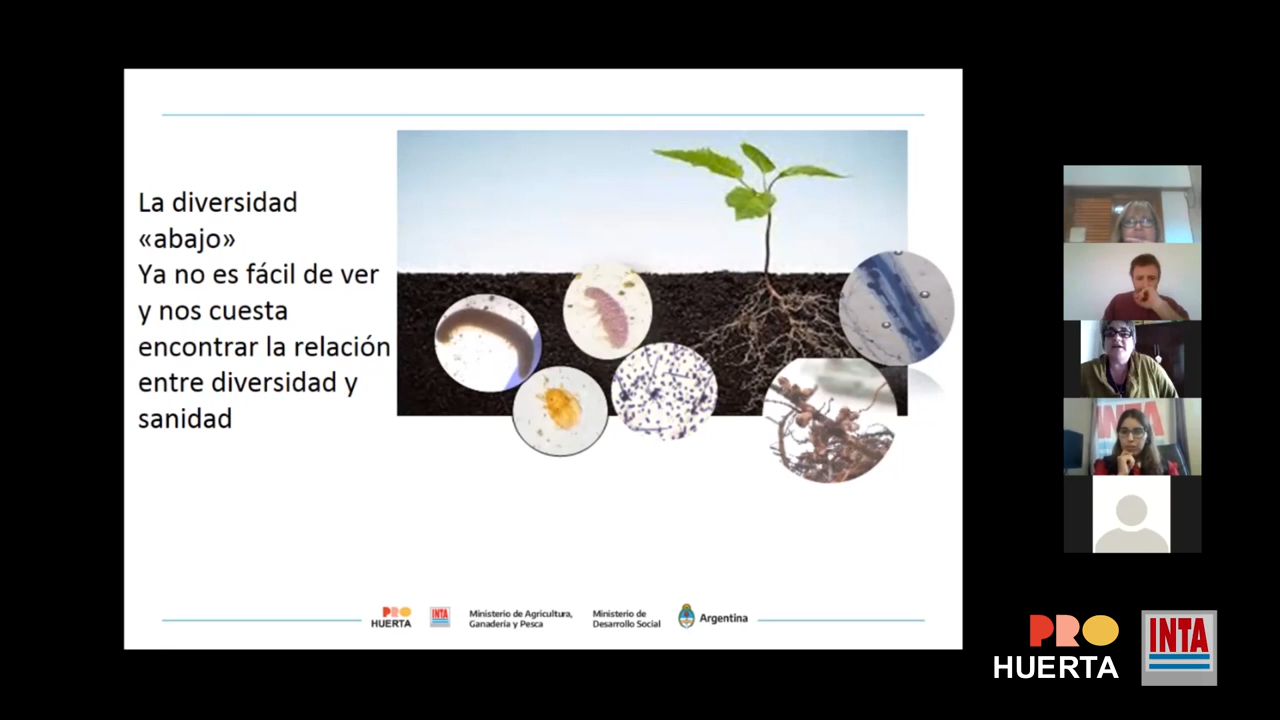 La diversidad
«abajo»
Ya no es fácil de ver
y nos cuesta
encontrar la relación
entre diversidad y
sanidad
PRO
HUERTA
INTA
Ministerio de Agricultura,
Ganadería y Pesca
Ministerio de
Desarrollo Social
Argentina
INTA
PRO
HUERTA
INTA